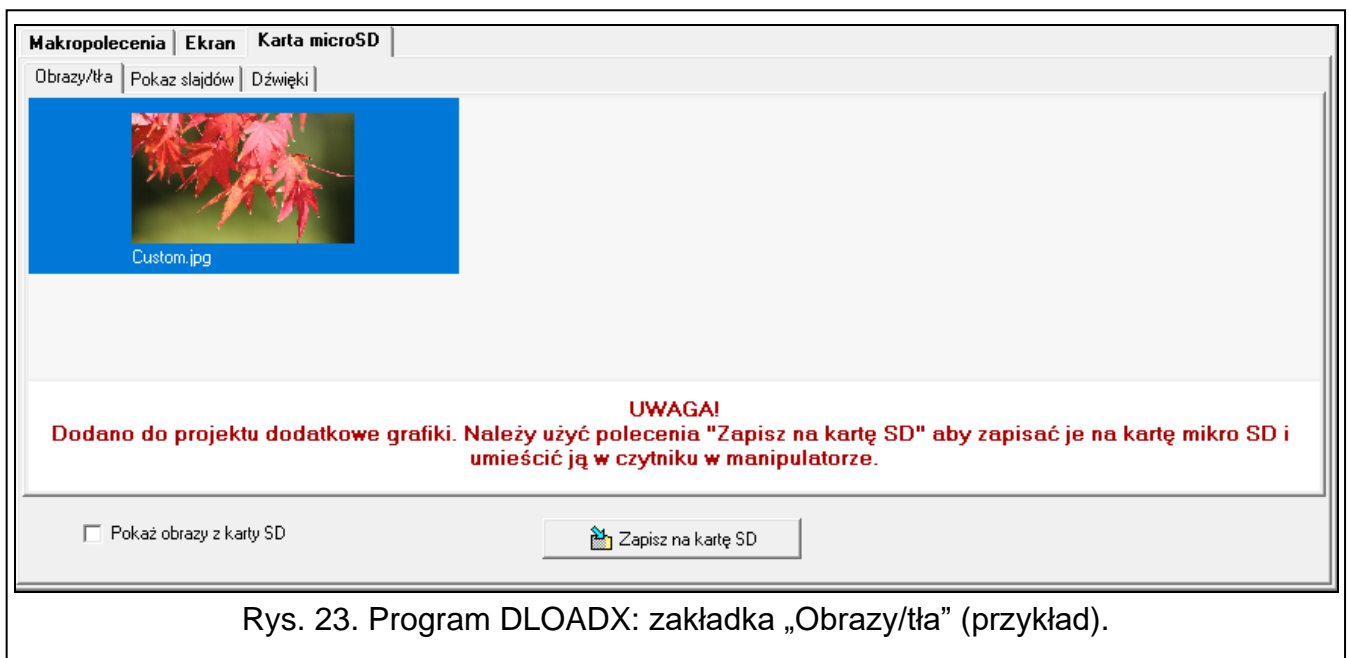 Makropolecenia Ekran Karta microSD
Obrazy/tła Pokaz slajdów Dźwięki
Custom.jpg
UWAGA!
Dodano do projektu dodatkowe grafiki. Należy użyć polecenia "Zapisz na kartę SD" aby zapisać je na kartę mikro SD i
umieścić ją w czytniku w manipulatorze.
Pokaż obrazy z karty SD Zapisz na kartę SD
Rys. 23. Program DLOADX: zakładka „Obrazy/tła” (przykład).